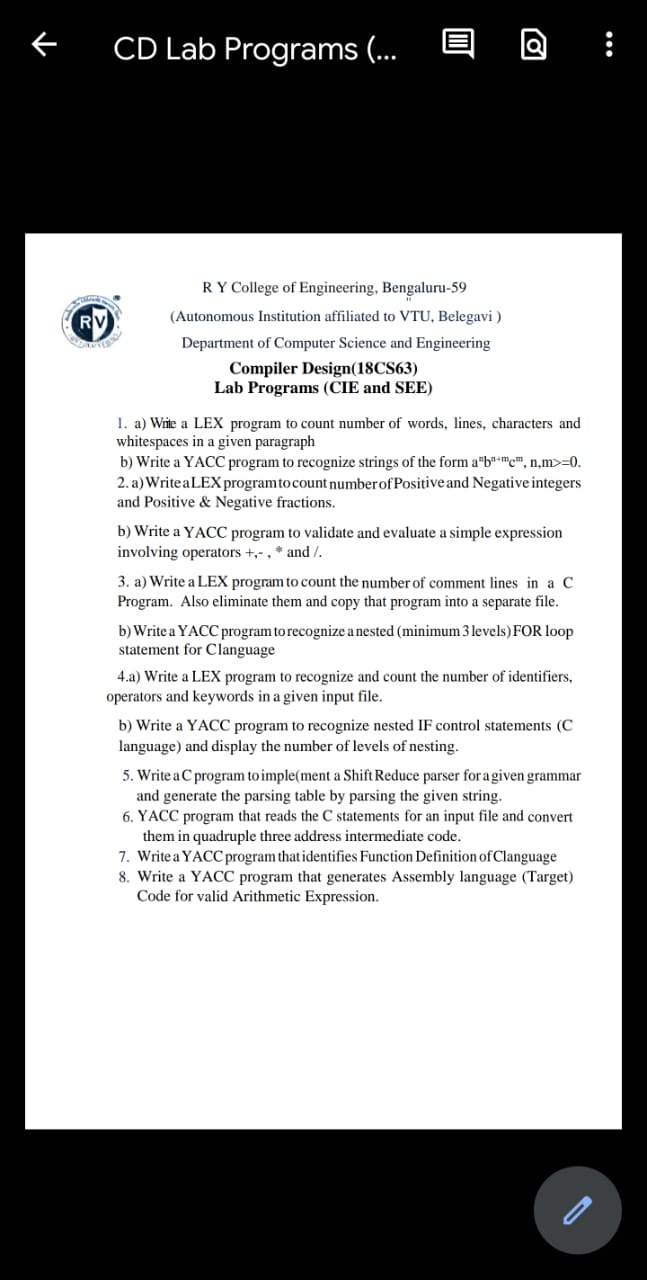 CD Lab Programs (...
R Y College of Engineering, Bengaluru-59
RV
(Autonomous Institution affiliated to VTU, Belegavi )
Department of Computer Science and Engineering
Compiler Design(18CS63)
Lab Programs (CIE and SEE)
1. a) Write a LEX program to count number of words, lines, characters and
whitespaces in a given paragraph
b) Write a YACC program to recognize strings of the form aⁿbⁿ⁺ᵐcᵐ, n,m>=0.
2. a) Write a LEX program to count number of Positive and Negative integers
and Positive & Negative fractions.
b) Write a YACC program to validate and evaluate a simple expression
involving operators +,- , * and /.
3. a) Write a LEX program to count the number of comment lines in a C
Program. Also eliminate them and copy that program into a separate file.
b) Write a YACC program to recognize a nested (minimum 3 levels) FOR loop
statement for C language
4.a) Write a LEX program to recognize and count the number of identifiers,
operators and keywords in a given input file.
b) Write a YACC program to recognize nested IF control statements (C
language) and display the number of levels of nesting.
5. Write a C program to imple(ment a Shift Reduce parser for a given grammar
and generate the parsing table by parsing the given string.
6. YACC program that reads the C statements for an input file and convert
them in quadruple three address intermediate code.
7. Write a YACC program that identifies Function Definition of C language
8. Write a YACC program that generates Assembly language (Target)
Code for valid Arithmetic Expression.